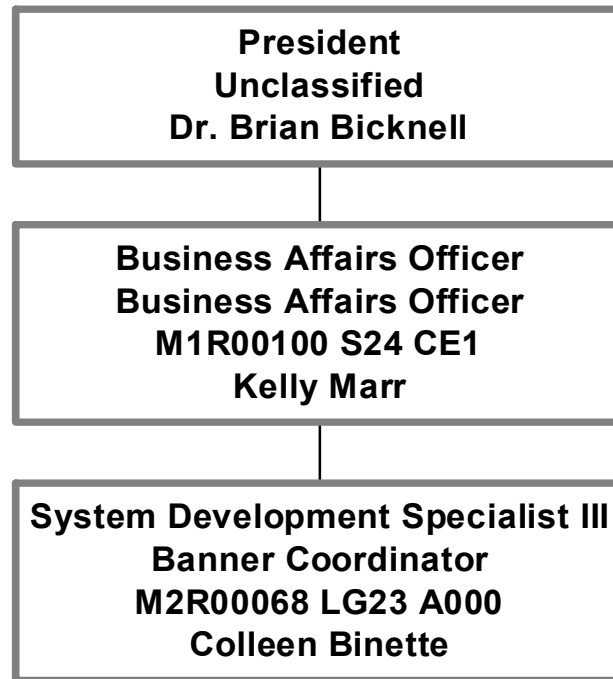 President
Unclassified
Dr. Brian Bicknell
Business Affairs Officer
Business Affairs Officer
M1R00100 S24 CE1
Kelly Marr
System Development Specialist III
Banner Coordinator
M2R00068 LG23 A000
Colleen Binette